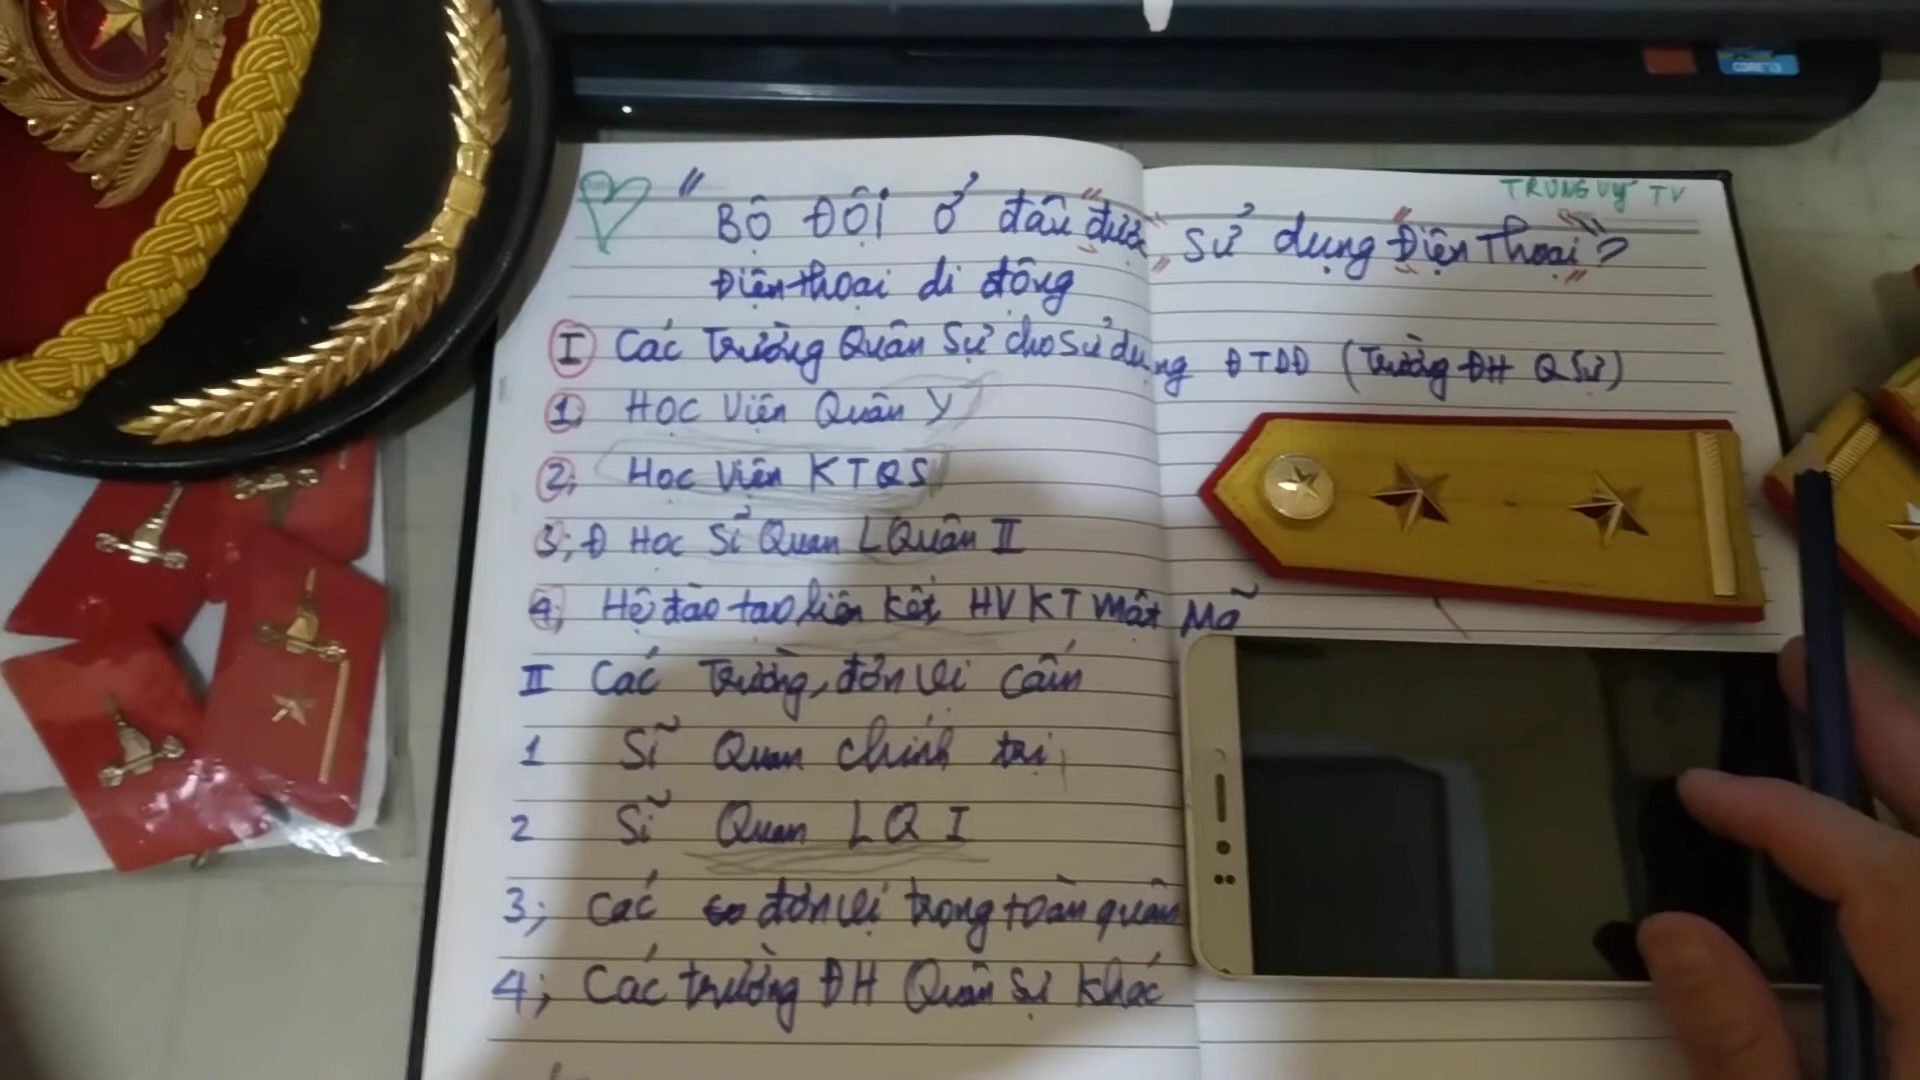 TRUNG VỸ TV
"BỘ ĐỘI Ở đâu được sử dụng Điện Thoại?
Điện thoại di động
I Các Trường Quân Sự cho sử dụng ĐTDĐ (Trường ĐH QSự)
1, Học Viện Quân Y
2, Học Viện KTQS
3; Đ Học Sĩ Quan LQuân II
4; Hệ đào tạo liên kết HVKT Mật Mã
II Các Trường, đơn vị cấm
1 Sĩ Quan chính trị
2 Sĩ Quan LQ I
3; Các đơn vị trong toàn quân
4; Các trường ĐH Quân Sự khác
CORE i3